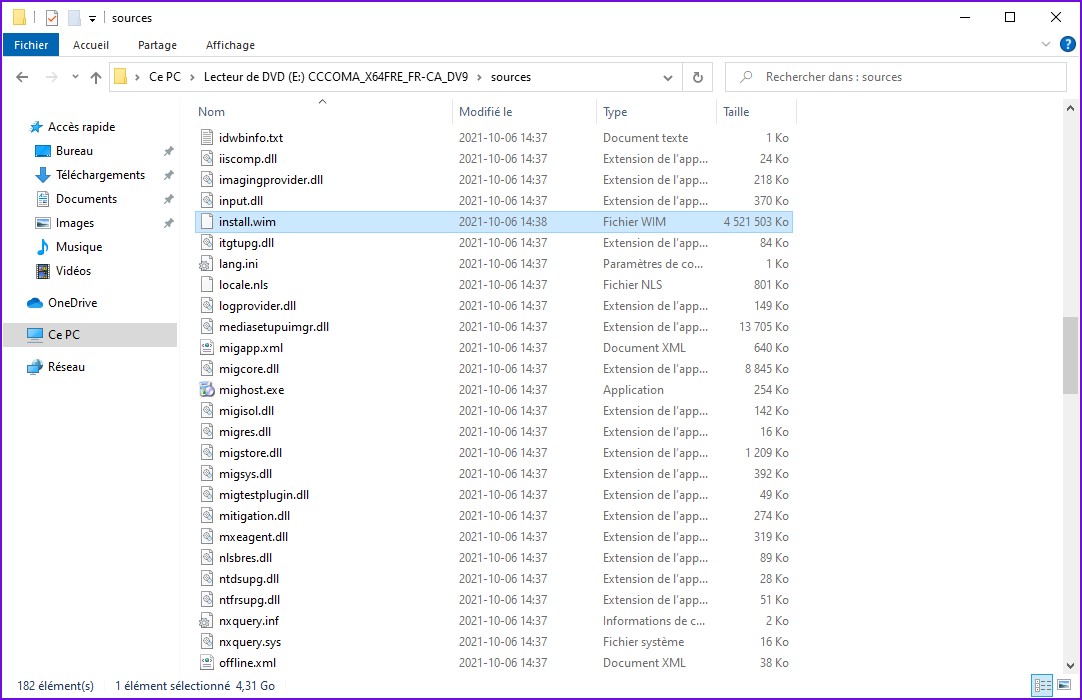 sources
Fichier Accueil Partage Affichage
Ce PC > Lecteur de DVD (E:) CCCOMA_X64FRE_FR-CA_DV9 > sources
Rechercher dans : sources
Accès rapide
Bureau
Téléchargements
Documents
Images
Musique
Vidéos
OneDrive
Ce PC
Réseau
Nom Modifié le Type Taille
idwbinfo.txt 2021-10-06 14:37 Document texte 1 Ko
iiscomp.dll 2021-10-06 14:37 Extension de l'app... 24 Ko
imagingprovider.dll 2021-10-06 14:37 Extension de l'app... 218 Ko
input.dll 2021-10-06 14:37 Extension de l'app... 370 Ko
install.wim 2021-10-06 14:38 Fichier WIM 4 521 503 Ko
itgtupg.dll 2021-10-06 14:37 Extension de l'app... 84 Ko
lang.ini 2021-10-06 14:37 Paramètres de co... 1 Ko
locale.nls 2021-10-06 14:37 Fichier NLS 801 Ko
logprovider.dll 2021-10-06 14:37 Extension de l'app... 149 Ko
mediasetupuimgr.dll 2021-10-06 14:37 Extension de l'app... 13 705 Ko
migapp.xml 2021-10-06 14:37 Document XML 640 Ko
migcore.dll 2021-10-06 14:37 Extension de l'app... 8 845 Ko
mighost.exe 2021-10-06 14:37 Application 254 Ko
migisol.dll 2021-10-06 14:37 Extension de l'app... 142 Ko
migres.dll 2021-10-06 14:37 Extension de l'app... 16 Ko
migstore.dll 2021-10-06 14:37 Extension de l'app... 1 209 Ko
migsys.dll 2021-10-06 14:37 Extension de l'app... 392 Ko
migtestplugin.dll 2021-10-06 14:37 Extension de l'app... 49 Ko
mitigation.dll 2021-10-06 14:37 Extension de l'app... 274 Ko
mxeagent.dll 2021-10-06 14:37 Extension de l'app... 319 Ko
nlsbres.dll 2021-10-06 14:37 Extension de l'app... 89 Ko
ntdsupg.dll 2021-10-06 14:37 Extension de l'app... 28 Ko
ntfrsupg.dll 2021-10-06 14:37 Extension de l'app... 51 Ko
nxquery.inf 2021-10-06 14:37 Informations de c... 2 Ko
nxquery.sys 2021-10-06 14:37 Fichier système 16 Ko
offline.xml 2021-10-06 14:37 Document XML 38 Ko
182 élément(s) 1 élément sélectionné 4,31 Go